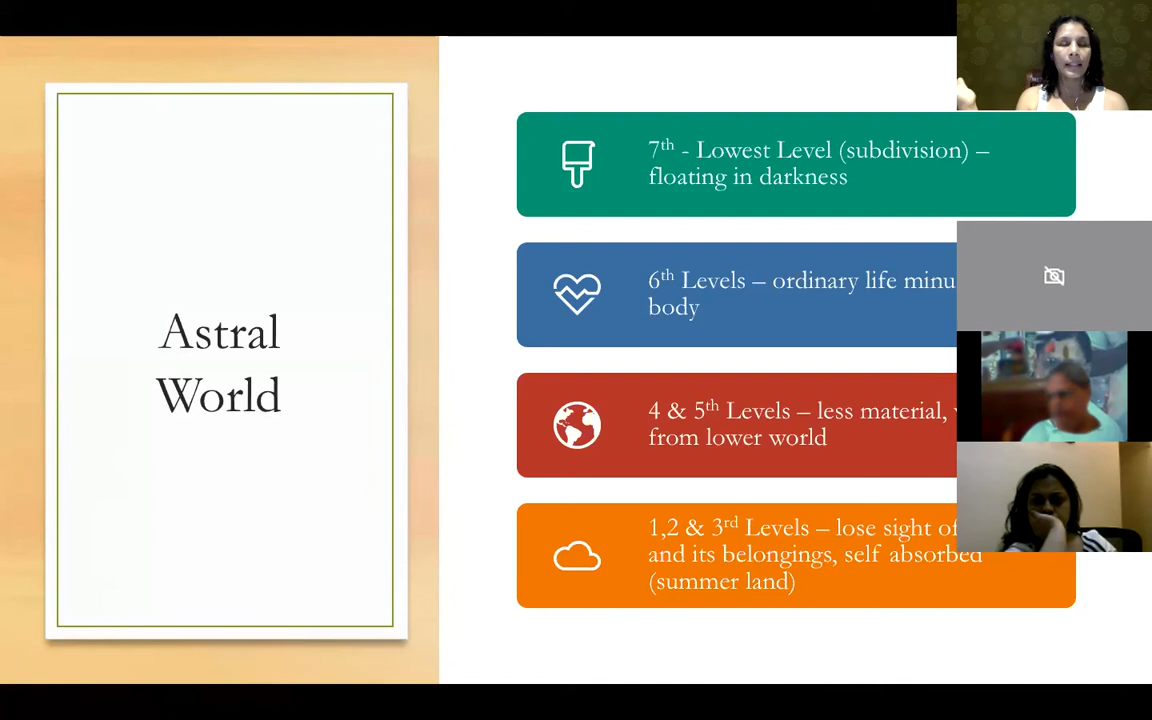 Astral
World
7th - Lowest Level (subdivision) –
floating in darkness
6th Levels – ordinary life
body
4 & 5th Levels – less material,
from lower world
1,2 & 3rd Levels – lose sight of
and its belongings, self absorbed
(summer land)